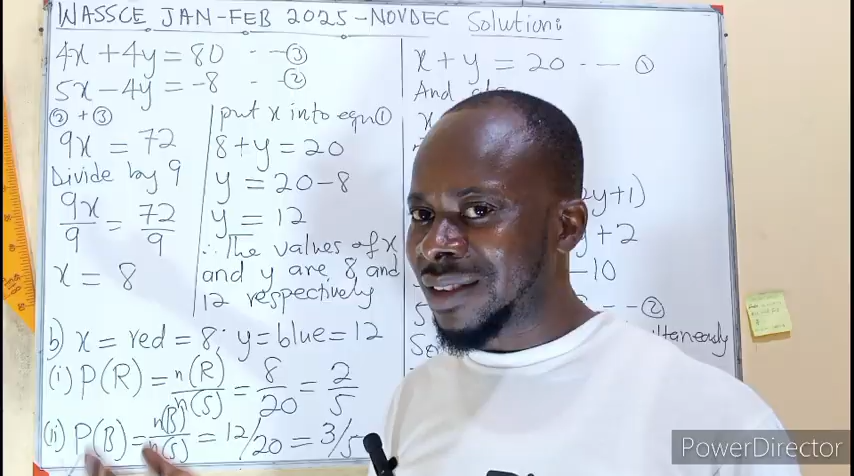 WASSCE JAN-FEB 2025-NOVDEC Solution:
4x + 4y = 80 - - ③
5x - 4y = -8 - - ②
② + ③
9x = 72
Divide by 9
9x/9 = 72/9
x = 8
put x into eqn①
8 + y = 20
y = 20 - 8
y = 12
∴ The values of x
and y are 8 and
12 respectively
b) x = red = 8; y = blue = 12
(i) P(R) = n(R)/n(S) = 8/20 = 2/5
(ii) P(B) = n(B)/n(S) = 12/20 = 3/5
x + y = 20 - - - ①
And
x
2y+1)
+ 2
-10
- - ②
PowerDirector